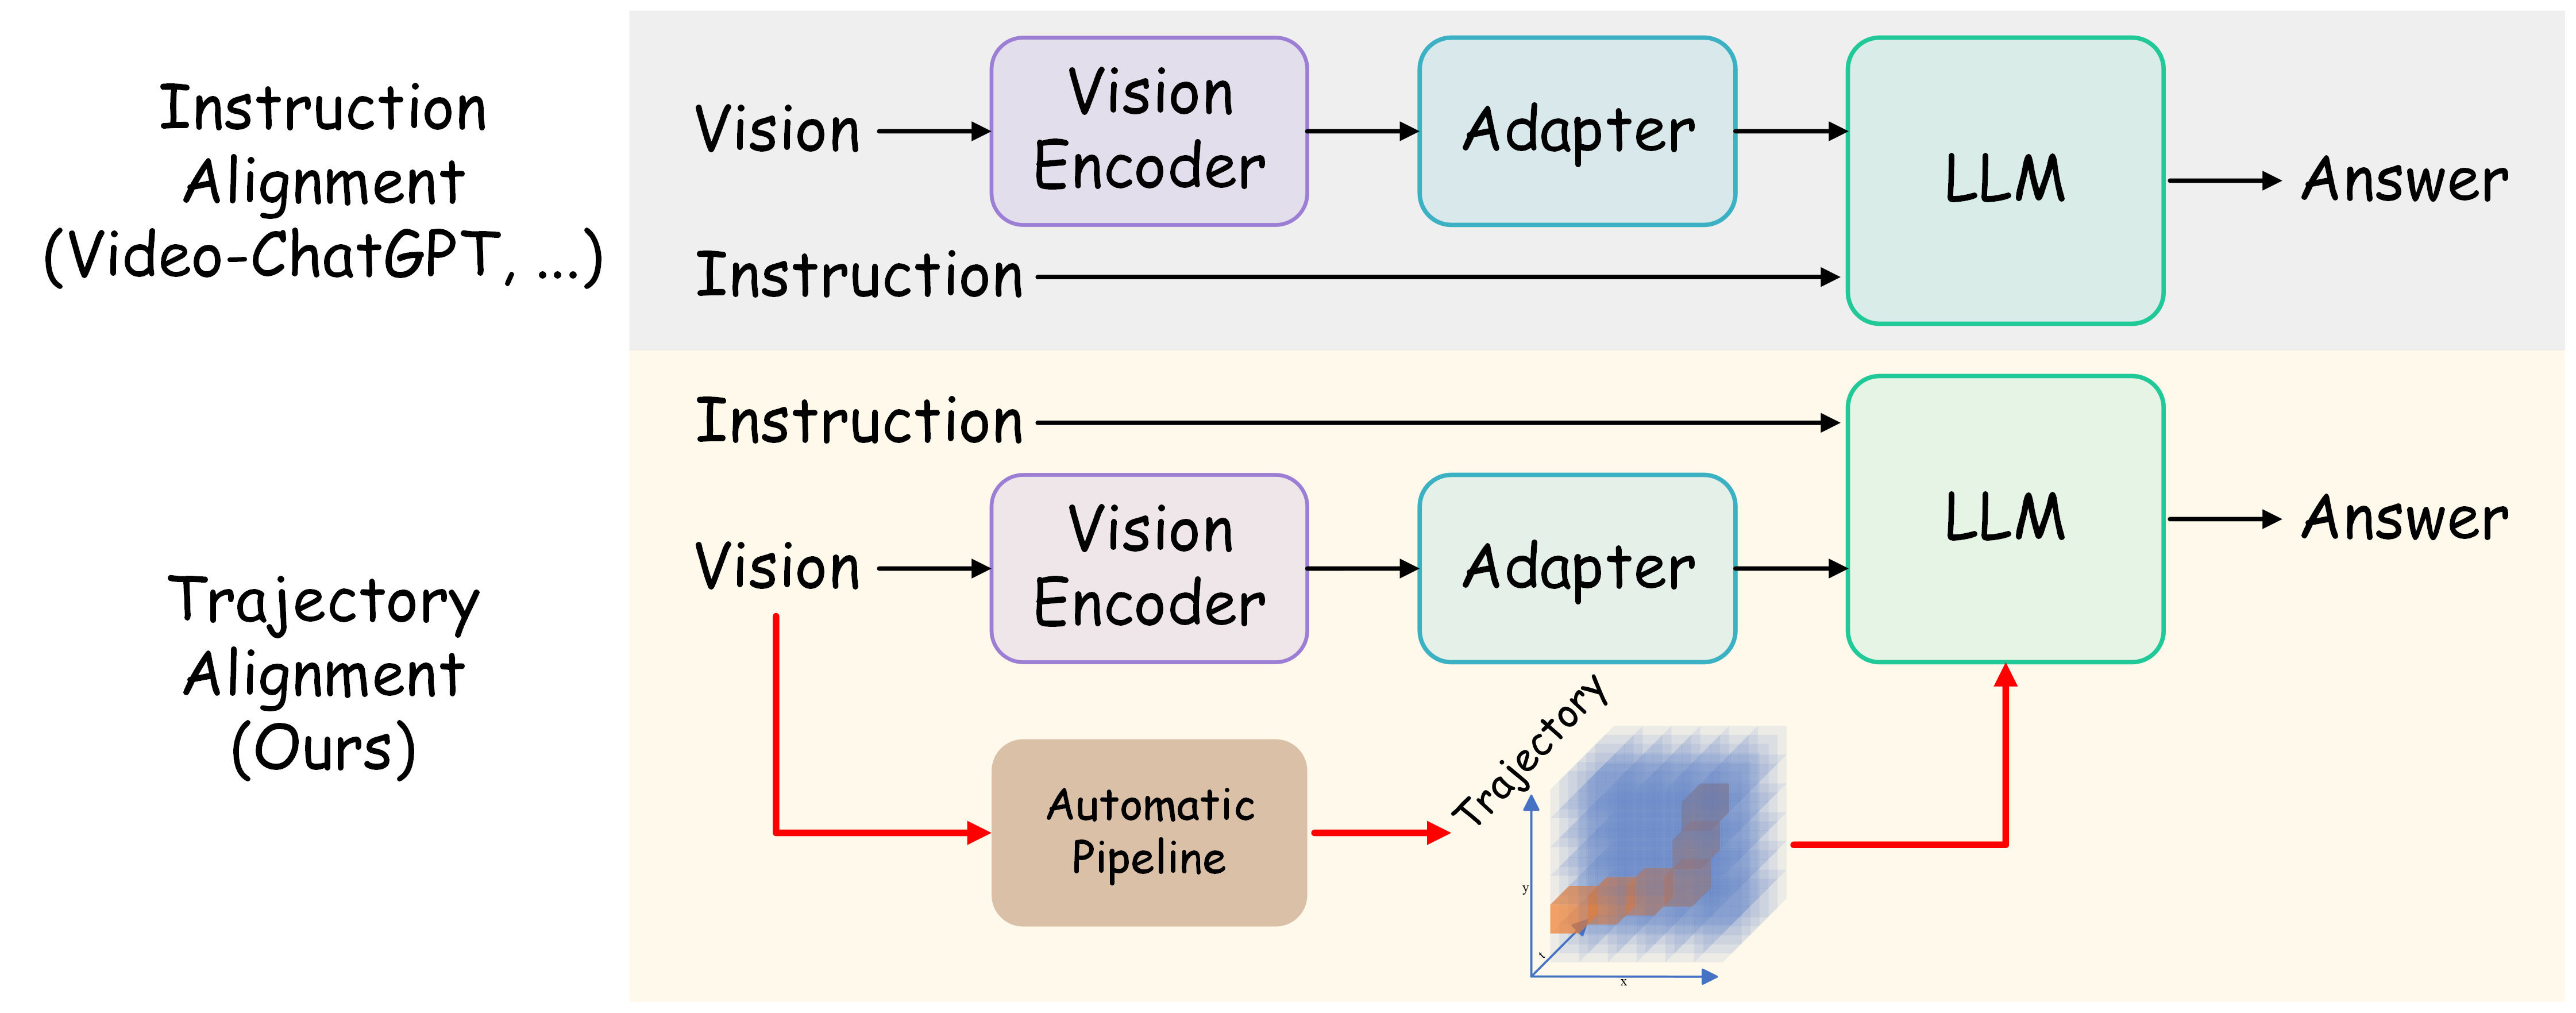 Instruction
Alignment
(Video-ChatGPT, ...)
Vision
Vision
Encoder
Adapter
LLM
Answer
Instruction
Trajectory
Alignment
(Ours)
Instruction
Vision
Vision
Encoder
Adapter
LLM
Answer
Automatic
Pipeline
Trajectory
y
t
x